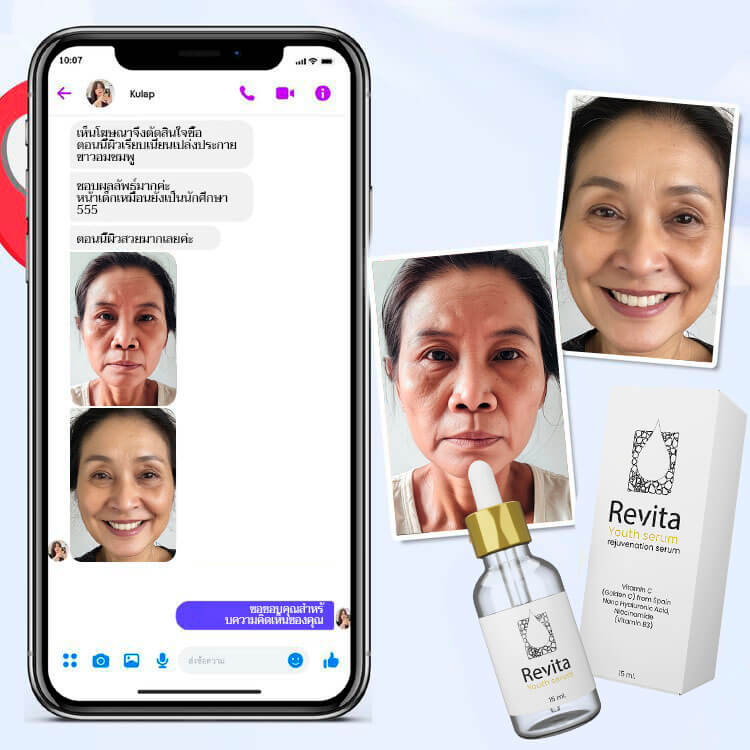 10:07
Kulap
เห็นโฆษณาจึงตัดสินใจซื้อ
ตอนนี้ผิวเรียบเนียนเปล่งประกาย
ขาวอมชมพู
ชอบผลลัพธ์มากค่ะ
หน้าเด็กเหมือนยังเป็นนักศึกษา
555
ตอนนี้ผิวสวยมากเลยค่ะ
ขอขอบคุณสำหรั
บความคิดเห็นของคุณ
ส่งข้อความ
Revita
Youth serum
rejuvenation serum
Vitamin C
(Golden C) from Spain
Nano Hyaluronic Acid,
Niacinamide
(Vitamin B3)
15 ml.
Revita
Youth serum
15 ml.